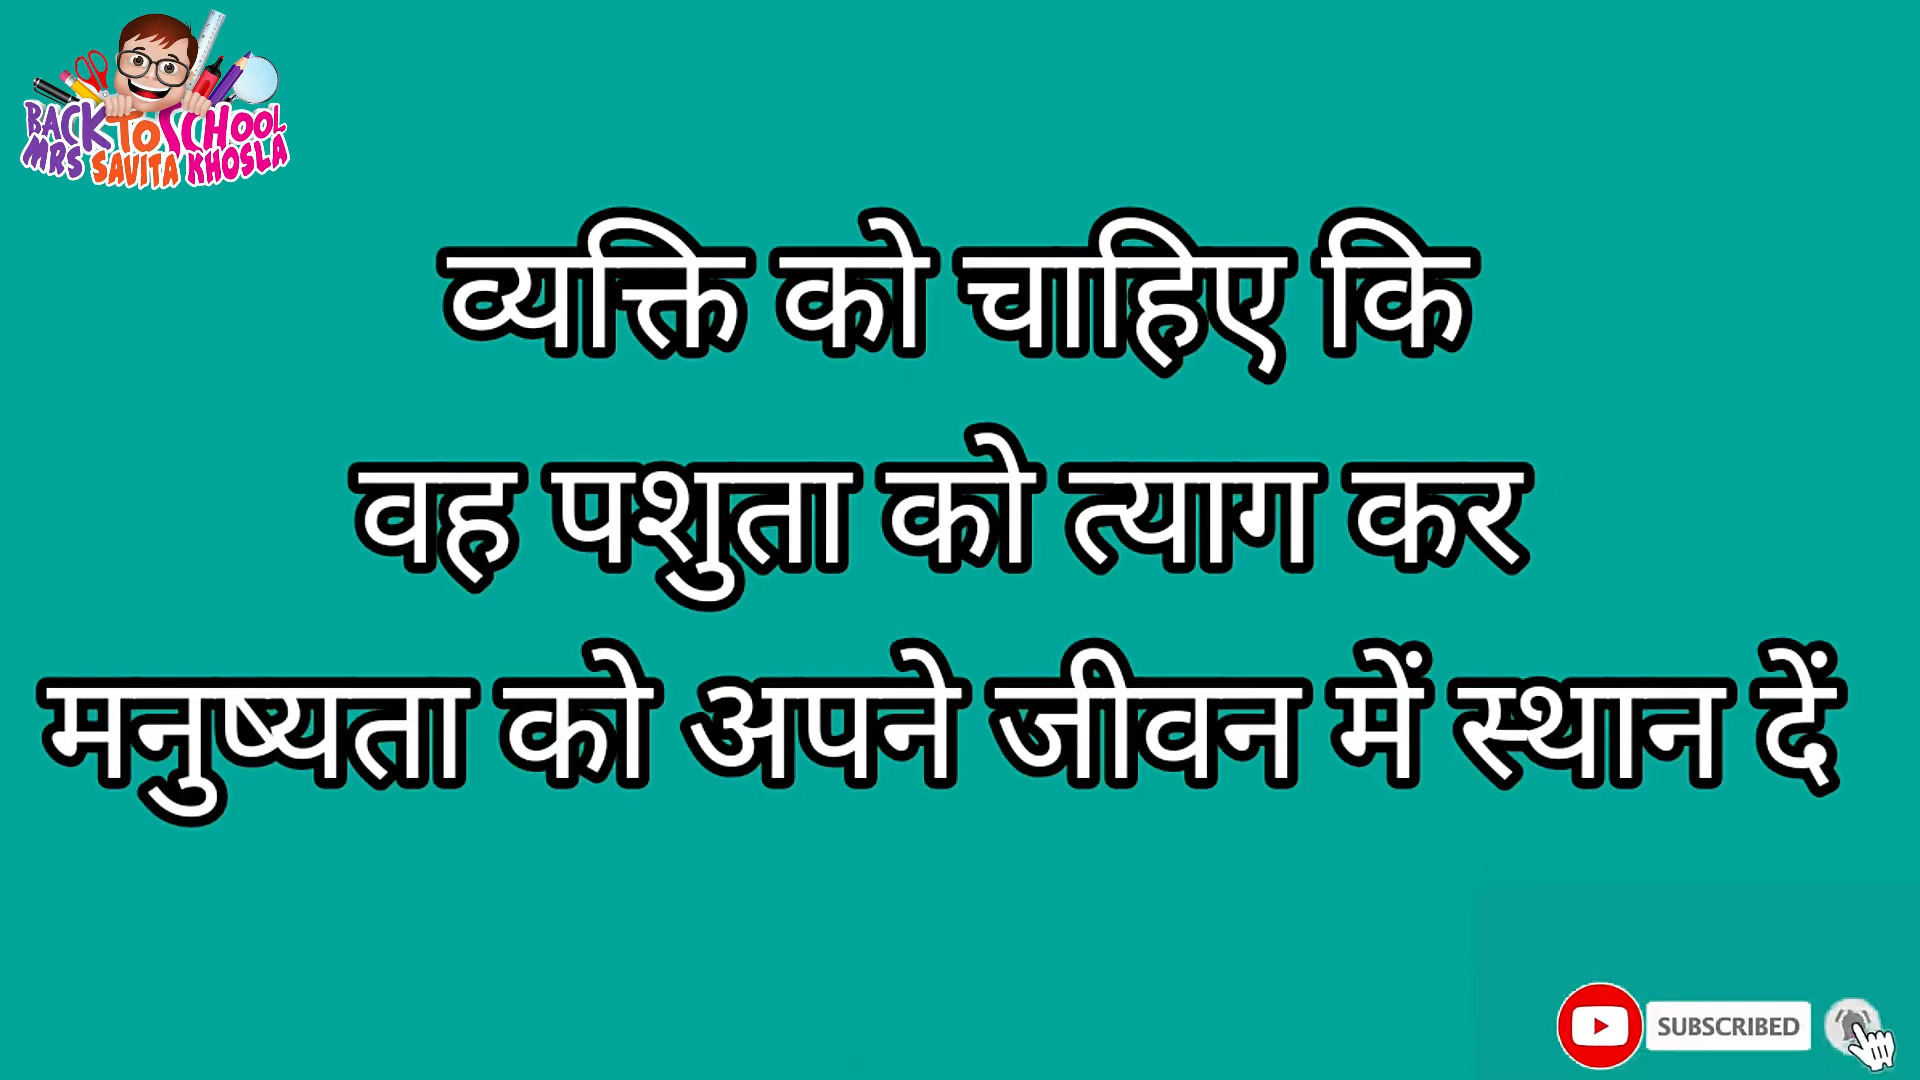 BACK TO SCHOOL
MRS SAVITA KHOSLA
व्यक्ति को चाहिए कि
वह पशुता को त्याग कर
मनुष्यता को अपने जीवन में स्थान दें
SUBSCRIBED